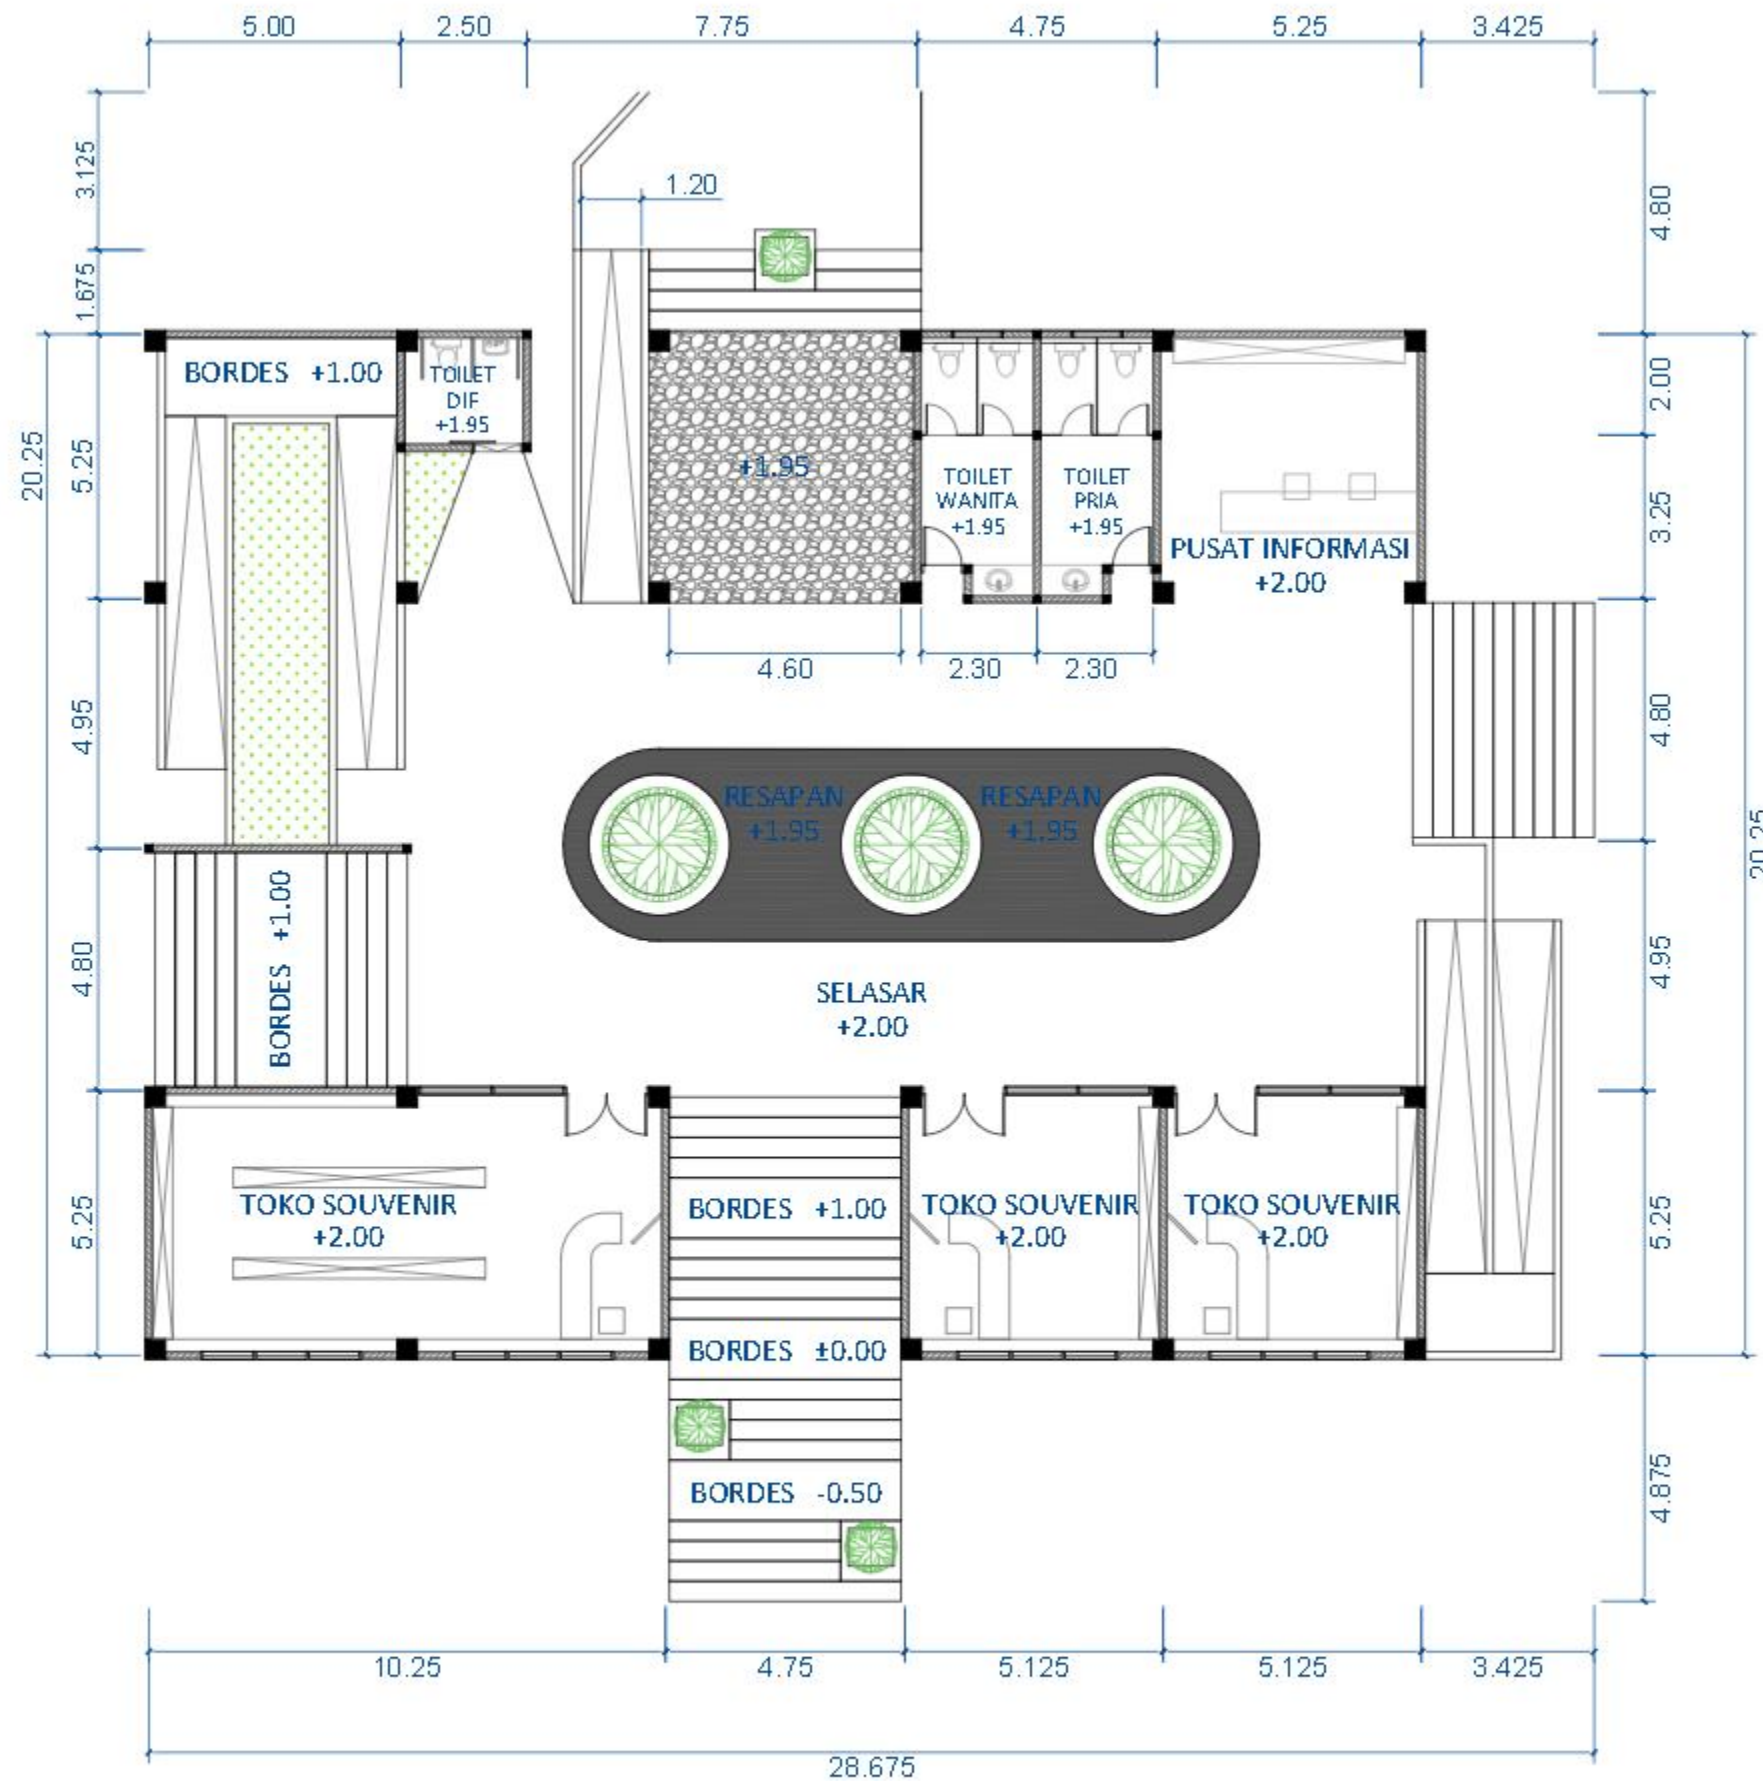 5.00 2.50 7.75 4.75 5.25 3.425
3.125
1.20
4.80
1.675
BORDES +1.00
TOILET
DIF
+1.95
2.00
20.25
5.25
+1.95
TOILET
WANITA
+1.95
TOILET
PRIA
+1.95
3.25
PUSAT INFORMASI
+2.00
4.60 2.30 2.30
4.95
4.80
RESAPAN
+1.95
RESAPAN
+1.95
20.25
BORDES +1.00
4.80
4.95
SELASAR
+2.00
5.25
TOKO SOUVENIR
+2.00
BORDES +1.00
TOKO SOUVENIR
+2.00
TOKO SOUVENIR
+2.00
5.25
BORDES ±0.00
BORDES -0.50
4.875
10.25 4.75 5.125 5.125 3.425
28.675